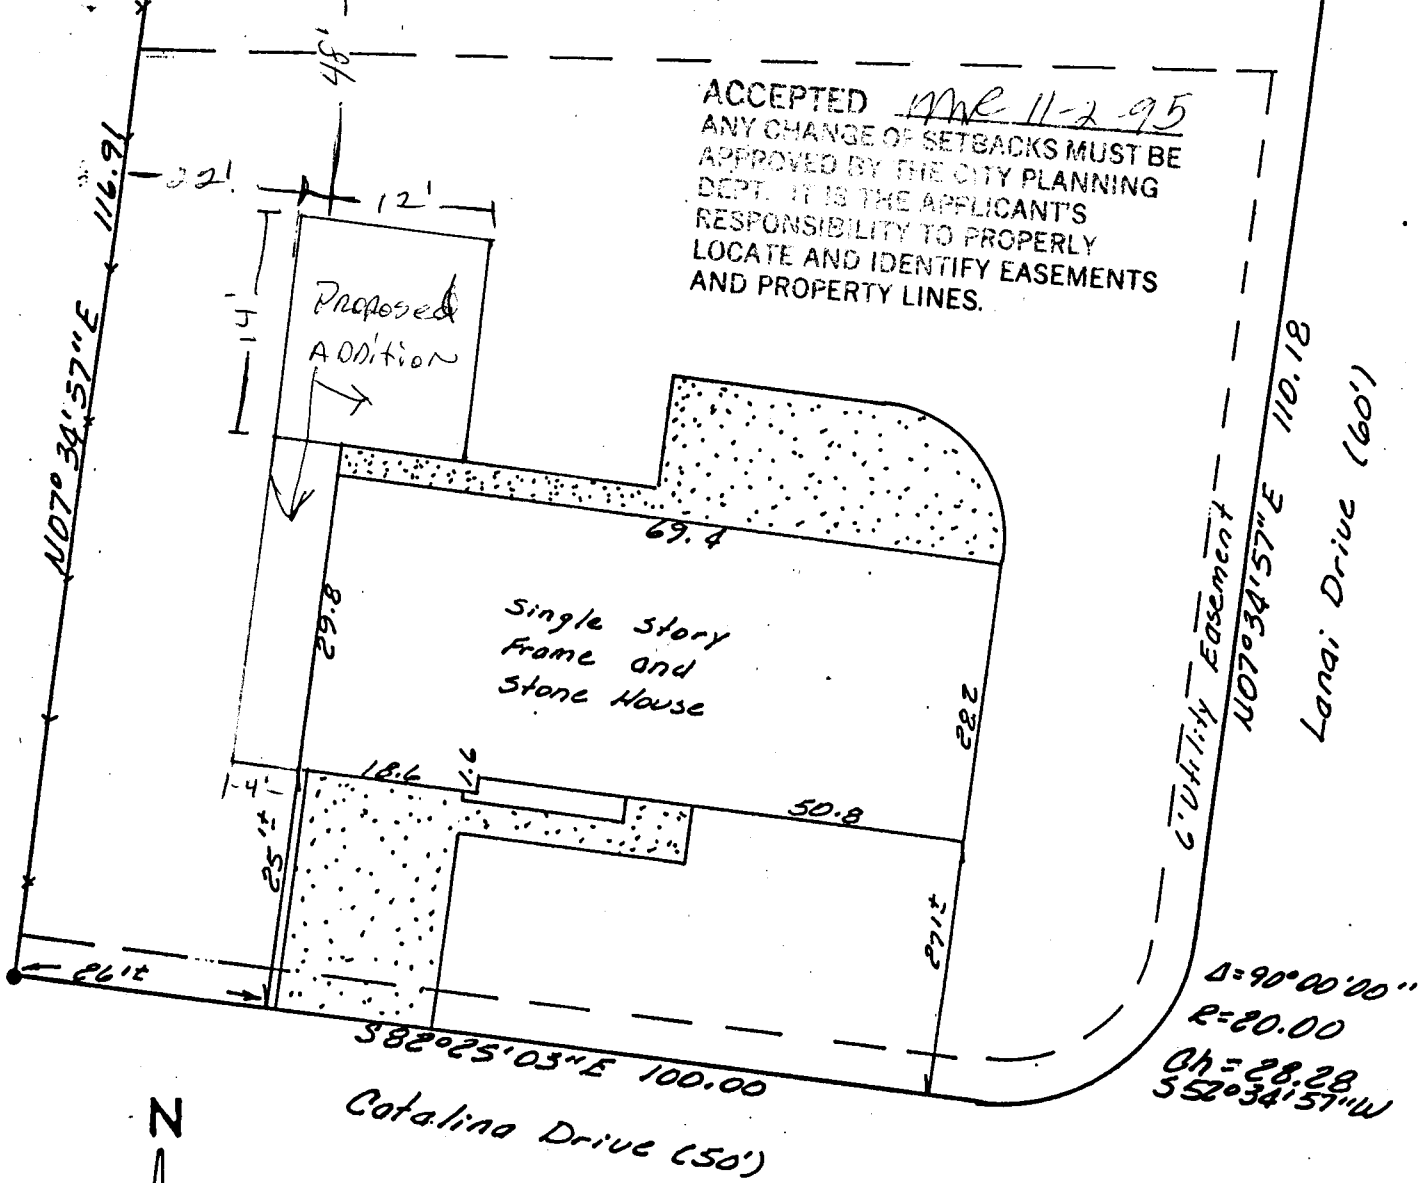 48'
ACCEPTED MWR 11-2-95
ANY CHANGE OF SETBACKS MUST BE
APPROVED BY THE CITY PLANNING
DEPT. IT IS THE APPLICANT'S
RESPONSIBILITY TO PROPERLY
LOCATE AND IDENTIFY EASEMENTS
AND PROPERTY LINES.
22'
12'
14'
Proposed
Addition
N07°34'57"E 116.91
69.4
29.8
Single Story
Frame and
Stone House
28.2
18.6
1.6
50.8
4'
25'±
27'±
26'±
6' Utility Easement
N07°34'57"E 110.18
Lanai Drive (60')
Δ=90°00'00"
R=20.00
Ch=28.28
S52°34'57"W
S82°25'03"E 100.00
Catalina Drive (50')
N